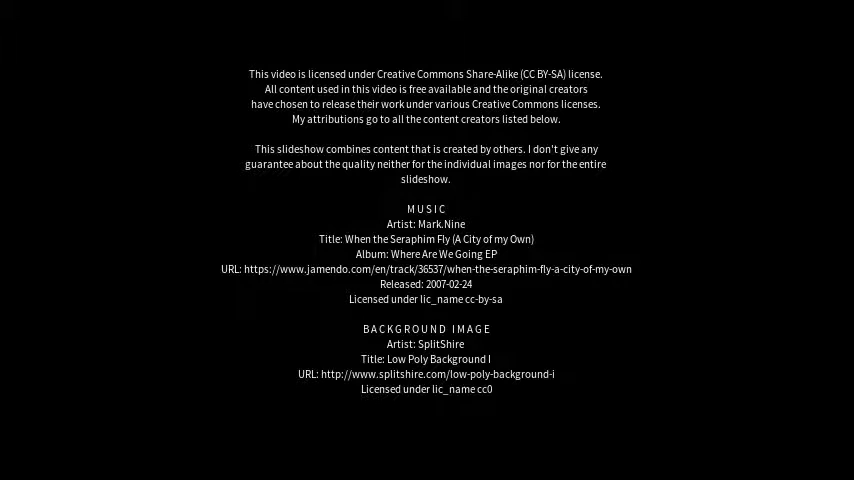 This video is licensed under Creative Commons Share-Alike (CC BY-SA) license.
All content used in this video is free available and the original creators
have chosen to release their work under various Creative Commons licenses.
My attributions go to all the content creators listed below.
This slideshow combines content that is created by others. I don't give any
guarantee about the quality neither for the individual images nor for the entire
slideshow.
MUSIC
Artist: Mark.Nine
Title: When the Seraphim Fly (A City of my Own)
Album: Where Are We Going EP
URL: https://www.jamendo.com/en/track/36537/when-the-seraphim-fly-a-city-of-my-own
Released: 2007-02-24
Licensed under lic_name cc-by-sa
BACKGROUND IMAGE
Artist: SplitShire
Title: Low Poly Background I
URL: http://www.splitshire.com/low-poly-background-i
Licensed under lic_name cc0